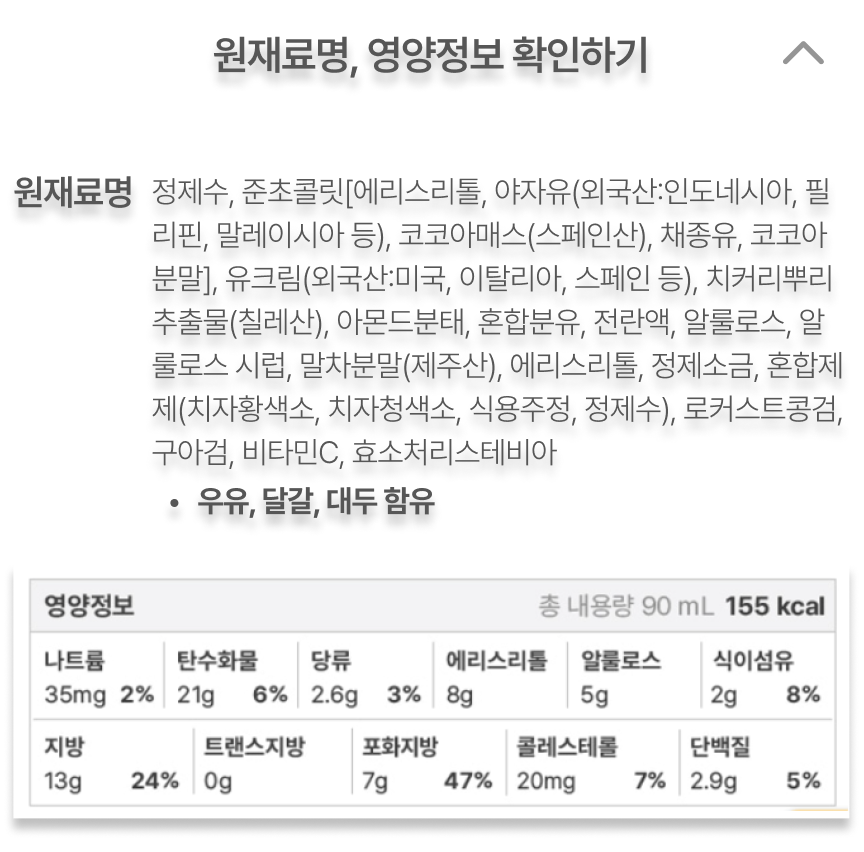 원재료명, 영양정보 확인하기
원재료명 정제수, 준초콜릿[에리스리톨, 야자유(외국산:인도네시아, 필
리핀, 말레이시아 등), 코코아매스(스페인산), 채종유, 코코아
분말], 유크림(외국산:미국, 이탈리아, 스페인 등), 치커리뿌리
추출물(칠레산), 아몬드분태, 혼합분유, 전란액, 알룰로스, 알
룰로스 시럽, 말차분말(제주산), 에리스리톨, 정제소금, 혼합제
제(치자황색소, 치자청색소, 식용주정, 정제수), 로커스트콩검,
구아검, 비타민C, 효소처리스테비아
• 우유, 달갈, 대두 함유
영양정보 총 내용량 90 mL 155 kcal
나트륨 탄수화물 당류 에리스리톨 알룰로스 식이섬유
35mg 2% 21g 6% 2.6g 3% 8g 5g 2g 8%
지방 트랜스지방 포화지방 콜레스테롤 단백질
13g 24% 0g 7g 47% 20mg 7% 2.9g 5%